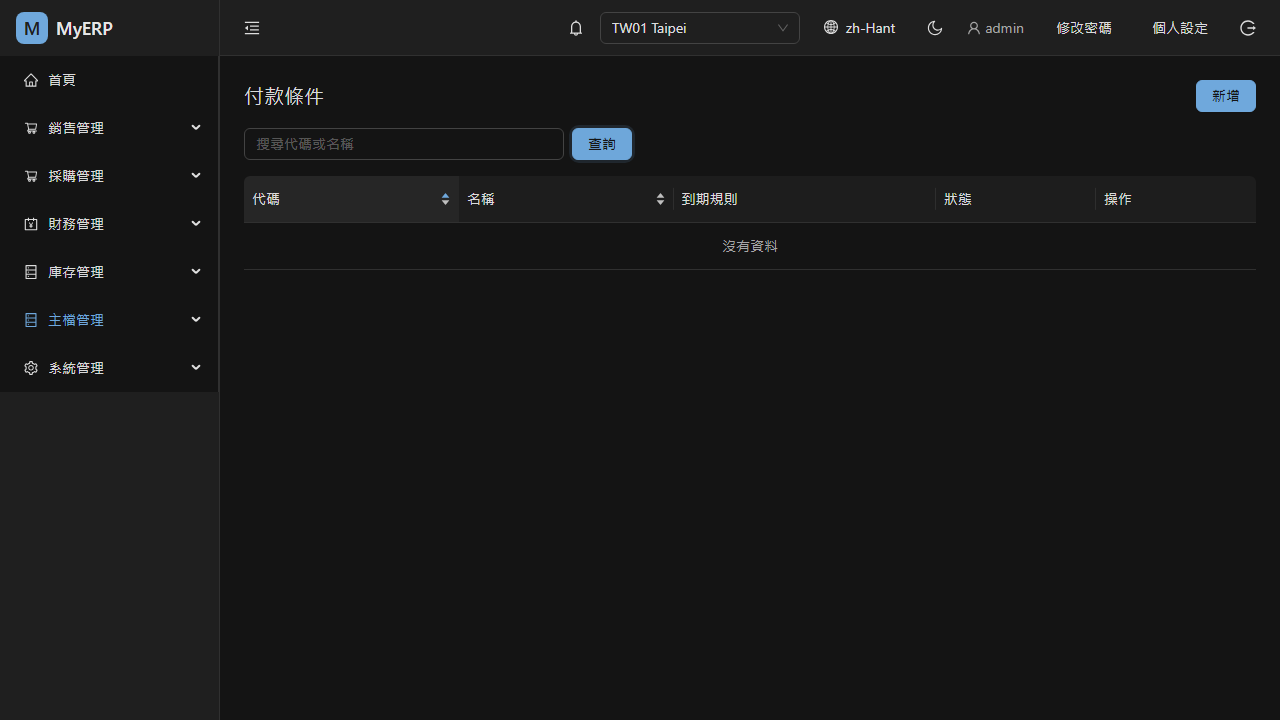 M MyERP
TW01 Taipei
zh-Hant
admin
修改密碼
個人設定
首頁
銷售管理
採購管理
財務管理
庫存管理
主檔管理
系統管理
付款條件
新增
搜尋代碼或名稱
查詢
代碼 名稱 到期規則 狀態 操作
沒有資料